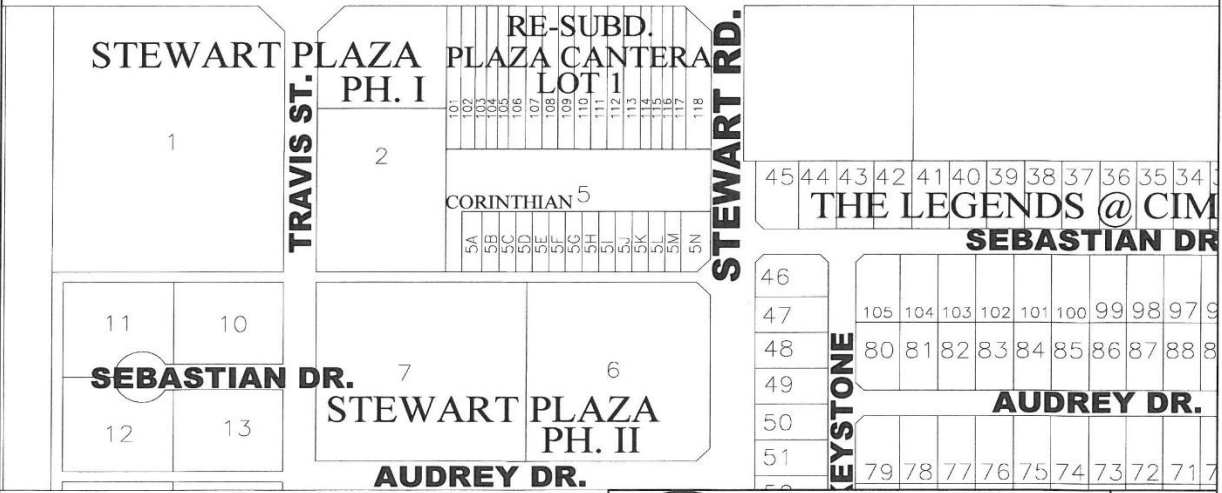 STEWART PLAZA
PH. I
TRAVIS ST.
1
2
RE-SUBD.
PLAZA CANTERA
LOT 1
101 102 103 104 105 106 107 108 109 110 111 112 113 114 115 116 117 118
CORINTHIAN 5
5A 5B 5C 5D 5E 5F 5G 5H 5I 5J 5K 5L 5M 5N
STEWART RD.
45 44 43 42 41 40 39 38 37 36 35 34
THE LEGENDS @ CIM
SEBASTIAN DR
11 10
SEBASTIAN DR.
12 13
7 6
STEWART PLAZA
PH. II
AUDREY DR.
46
47
48
49
50
51
KEYSTONE
105 104 103 102 101 100 99 98 97 9
80 81 82 83 84 85 86 87 88 8
AUDREY DR.
79 78 77 76 75 74 73 72 71 7